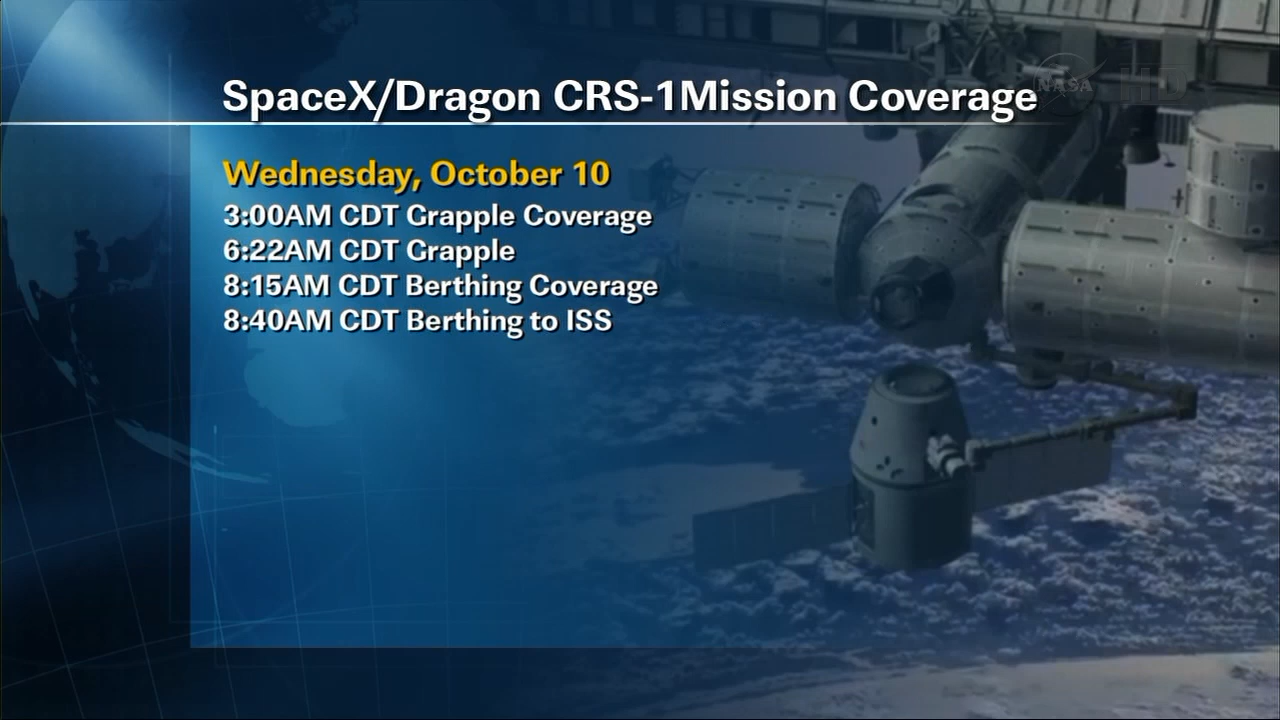 SpaceX/Dragon CRS-1Mission Coverage
NASA HD
Wednesday, October 10
3:00AM CDT Grapple Coverage
6:22AM CDT Grapple
8:15AM CDT Berthing Coverage
8:40AM CDT Berthing to ISS